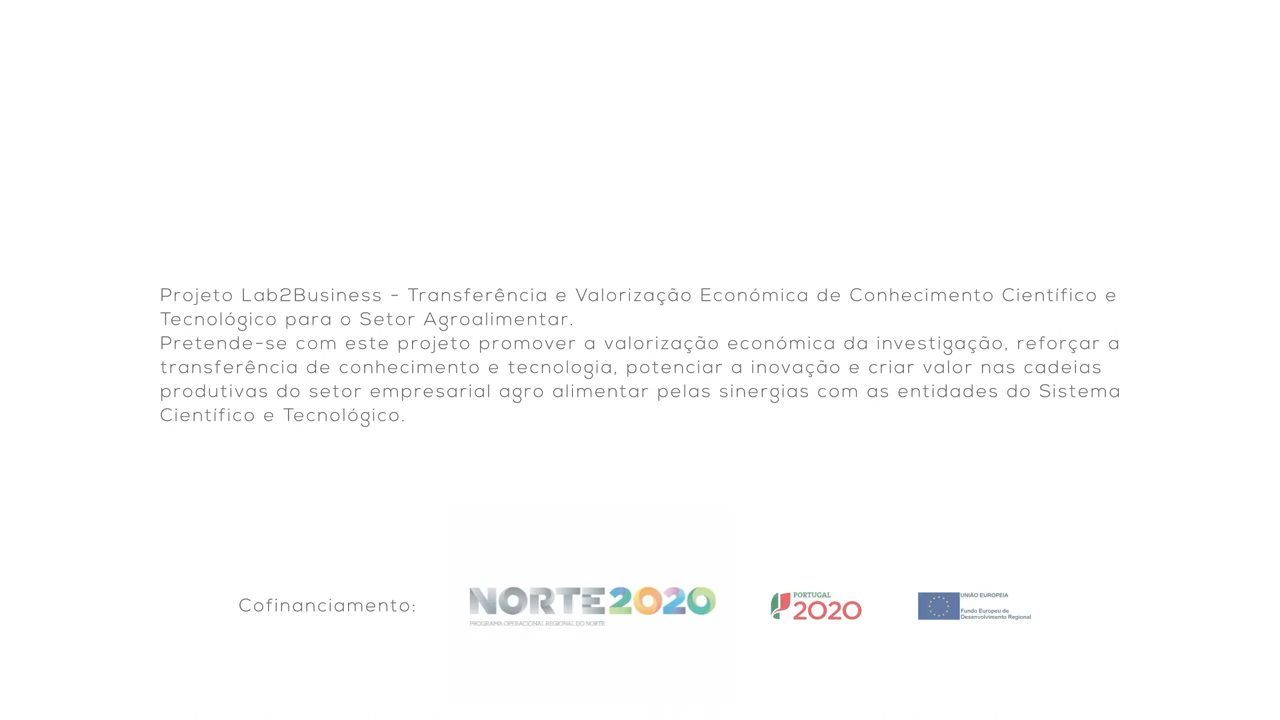 Projeto Lab2Business - Transferência e Valorização Económica de Conhecimento Científico e
Tecnológico para o Setor Agroalimentar.
Pretende-se com este projeto promover a valorização económica da investigação, reforçar a
transferência de conhecimento e tecnologia, potenciar a inovação e criar valor nas cadeias
produtivas do setor empresarial agro alimentar pelas sinergias com as entidades do Sistema
Científico e Tecnológico.
Cofinanciamento:
NORTE2020
PROGRAMA OPERACIONAL REGIONAL DO NORTE
PORTUGAL
2020
UNIÃO EUROPEIA
Fundo Europeu de
Desenvolvimento Regional